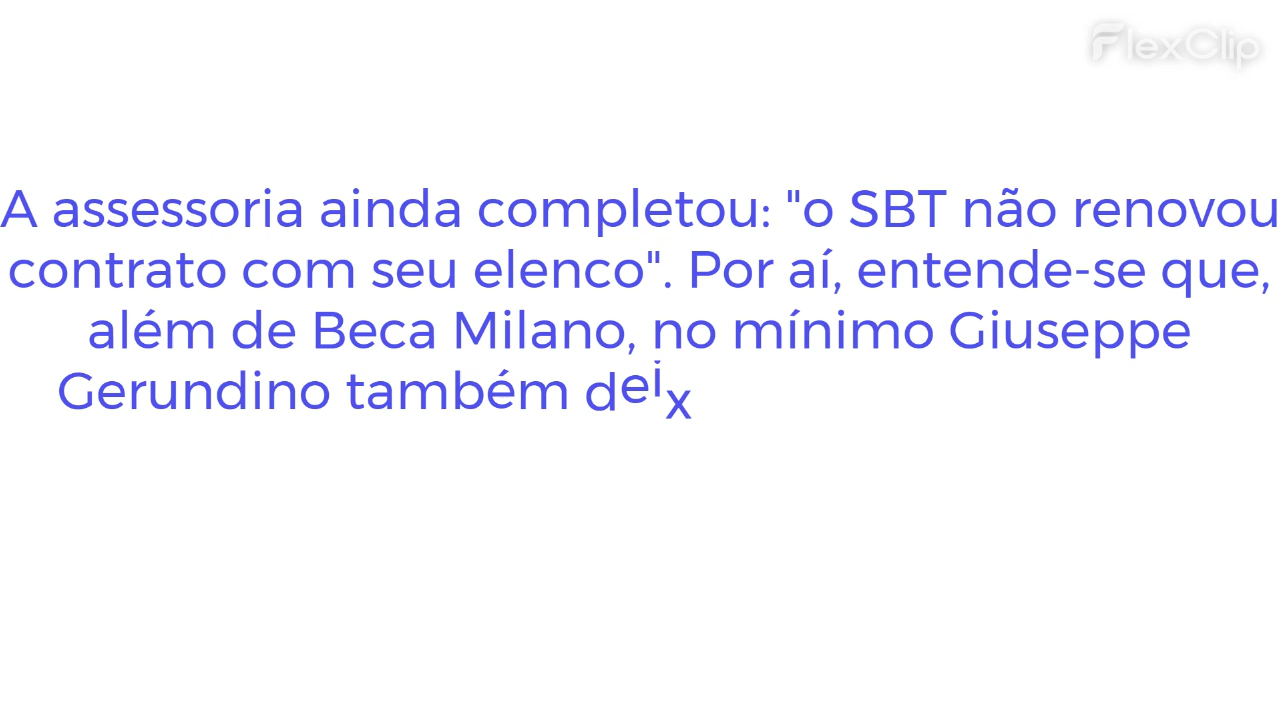 FlexClip
A assessoria ainda completou: "o SBT não renovou
contrato com seu elenco". Por aí, entende-se que,
além de Beca Milano, no mínimo Giuseppe
Gerundino também deix